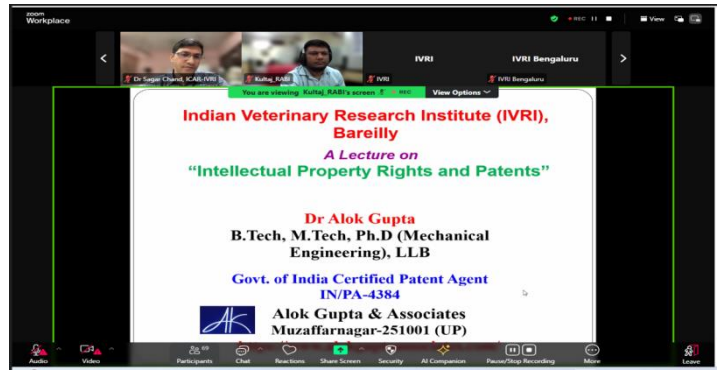 zoom
Workplace
REC
View
Dr Sagar Chand, ICAR-IVRI
Kultaj_RABI
IVRI
IVRI
IVRI Bengaluru
IVRI Bengaluru
You are viewing Kultaj_RABI's screen
REC
View Options
Indian Veterinary Research Institute (IVRI),
Bareilly
A Lecture on
“Intellectual Property Rights and Patents”
Dr Alok Gupta
B.Tech, M.Tech, Ph.D (Mechanical
Engineering), LLB
Govt. of India Certified Patent Agent
IN/PA-4384
AK
Alok Gupta & Associates
Muzaffarnagar-251001 (UP)
69
Audio
Video
Participants
Chat
Reactions
Share Screen
Security
AI Companion
Pause/Stop Recording
More
Leave